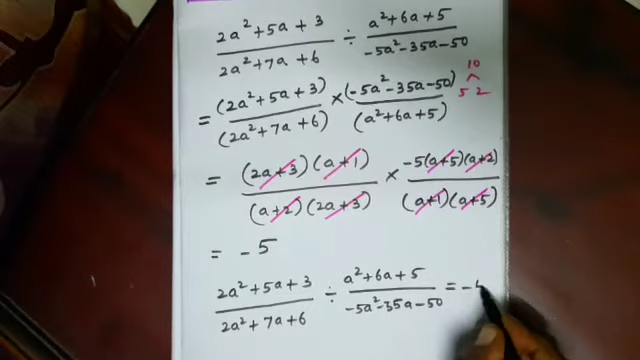 (2a² + 5a + 3)/(2a² + 7a + 6) ÷ (a² + 6a + 5)/(-5a² - 35a - 50)
10
= (2a² + 5a + 3)/(2a² + 7a + 6) × (-5a² - 35a - 50)/(a² + 6a + 5) 5 2
= (2a+3)(a+1)/(a+2)(2a+3) × -5(a+5)(a+2)/(a+1)(a+5)
= -5
(2a² + 5a + 3)/(2a² + 7a + 6) ÷ (a² + 6a + 5)/(-5a² - 35a - 50) = -